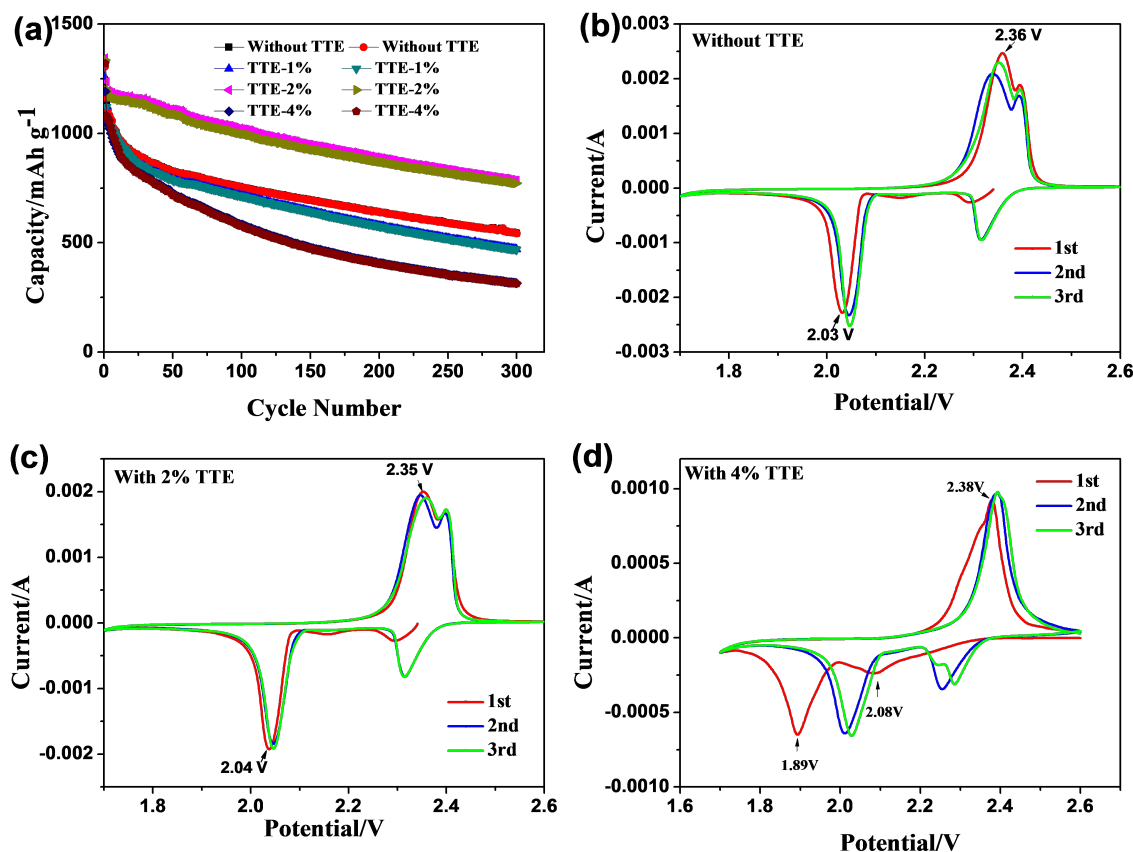 (a)
1500
1000
500
250
0
Capacity/mAh g-1
Without TTE Without TTE
TTE-1% TTE-1%
TTE-2% TTE-2%
TTE-4% TTE-4%
0 50 100 150 200 250 300
Cycle Number
(b)
Without TTE
2.36 V
0.003
0.002
0.001
0.000
-0.001
-0.002
-0.003
Current/A
1st
2nd
3rd
2.03 V
1.8 2.0 2.2 2.4 2.6
Potential/V
(c)
With 2% TTE
2.35 V
0.002
0.001
0.000
-0.001
-0.002
Current/A
1st
2nd
3rd
2.04 V
1.8 2.0 2.2 2.4 2.6
Potential/V
(d)
With 4% TTE
2.38V
1st
2nd
3rd
0.0010
0.0005
0.0000
-0.0005
-0.0010
Current/A
2.08V
1.89V
1.6 1.8 2.0 2.2 2.4 2.6
Potential/V